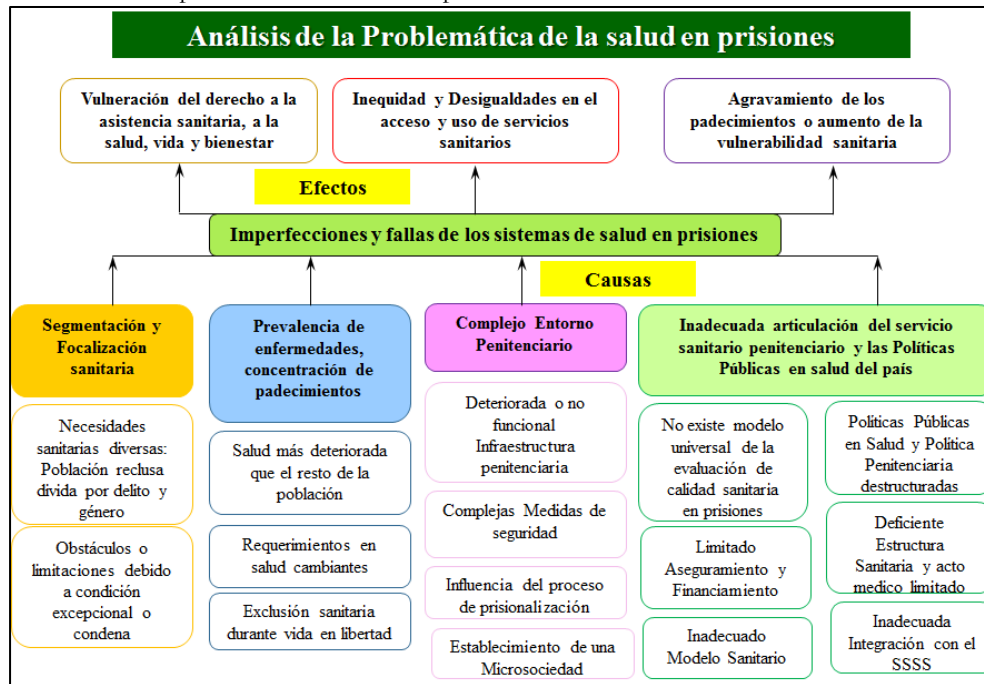 Análisis de la Problemática de la salud en prisiones
Vulneración del derecho a la
asistencia sanitaria, a la
salud, vida y bienestar
Inequidad y Desigualdades en el
acceso y uso de servicios
sanitarios
Agravamiento de los
padecimientos o aumento de la
vulnerabilidad sanitaria
Efectos
Imperfecciones y fallas de los sistemas de salud en prisiones
Causas
Segmentación y
Focalización
sanitaria
Necesidades
sanitarias diversas:
Población reclusa
divida por delito y
género
Obstáculos o
limitaciones debido
a condición
excepcional o
condena
Prevalencia de
enfermedades,
concentración de
padecimientos
Salud más deteriorada
que el resto de la
población
Requerimientos en
salud cambiantes
Exclusión sanitaria
durante vida en libertad
Complejo Entorno
Penitenciario
Deteriorada o no
funcional
Infraestructura
penitenciaria
Complejas Medidas de
seguridad
Influencia del proceso
de prisionalización
Establecimiento de una
Microsociedad
Inadecuada articulación del servicio
sanitario penitenciario y las Políticas
Públicas en salud del país
No existe modelo
universal de la
evaluación de
calidad sanitaria
en prisiones
Limitado
Aseguramiento y
Financiamiento
Inadecuado
Modelo Sanitario
Políticas Públicas
en Salud y Política
Penitenciaria
destructuradas
Deficiente
Estructura
Sanitaria y acto
medico limitado
Inadecuada
Integración con el
SSSS